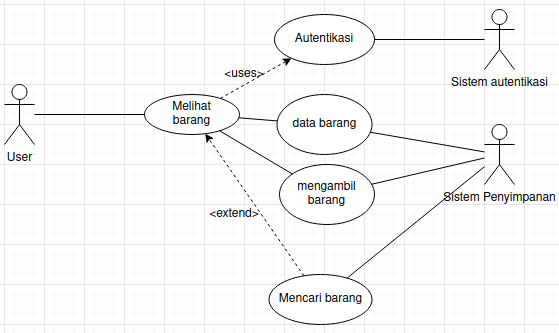 Autentikasi
Sistem autentikasi
<uses>
Melihat
barang
data barang
User
mengambil
barang
Sistem Penyimpanan
<extend>
Mencari barang